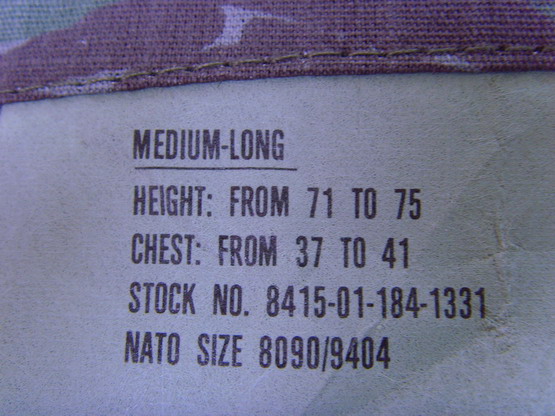 MEDIUM-LONG
HEIGHT: FROM 71 TO 75
CHEST: FROM 37 TO 41
STOCK NO. 8415-01-184-1331
NATO SIZE 8090/9404